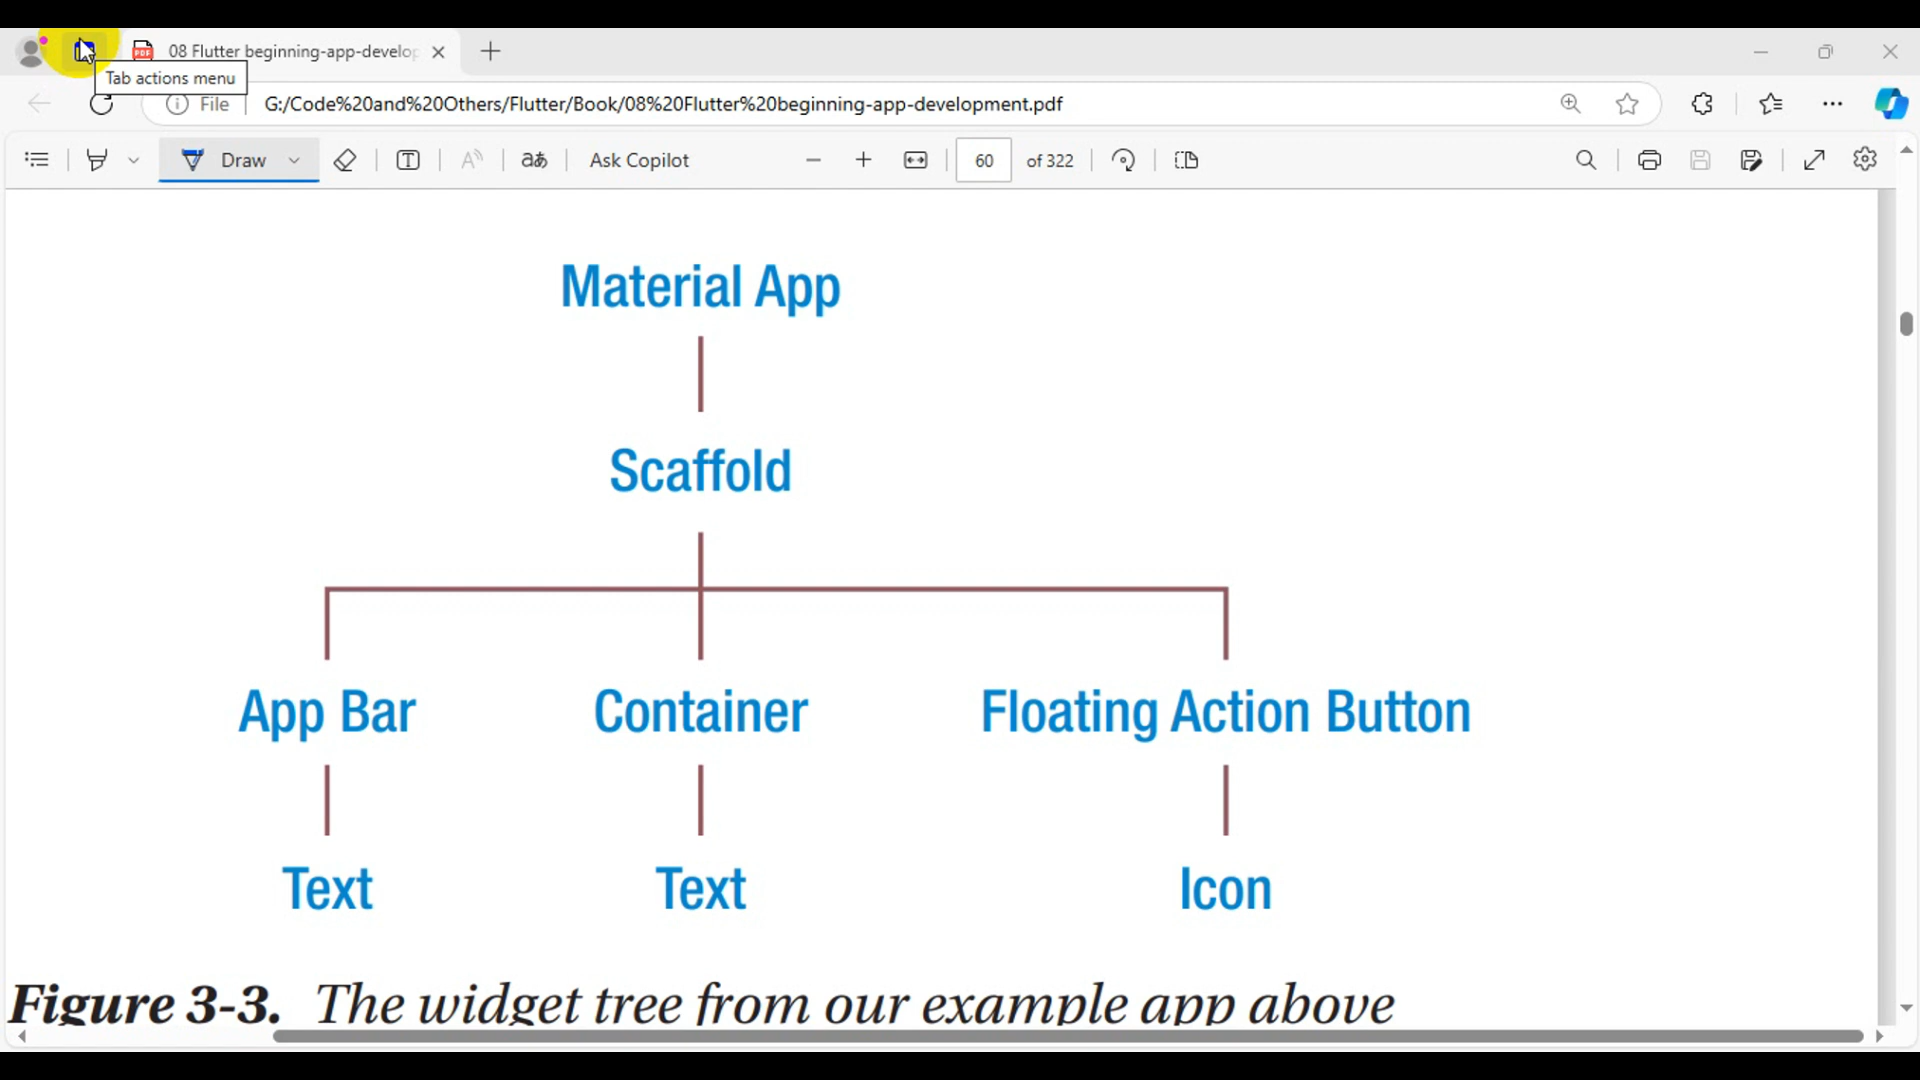 08 Flutter beginning-app-develop
Tab actions menu
File
G:/Code%20and%20Others/Flutter/Book/08%20Flutter%20beginning-app-development.pdf
Draw
Ask Copilot
60 of 322
Material App
Scaffold
App Bar Container Floating Action Button
Text Text Icon
Figure 3-3. The widget tree from our example app above